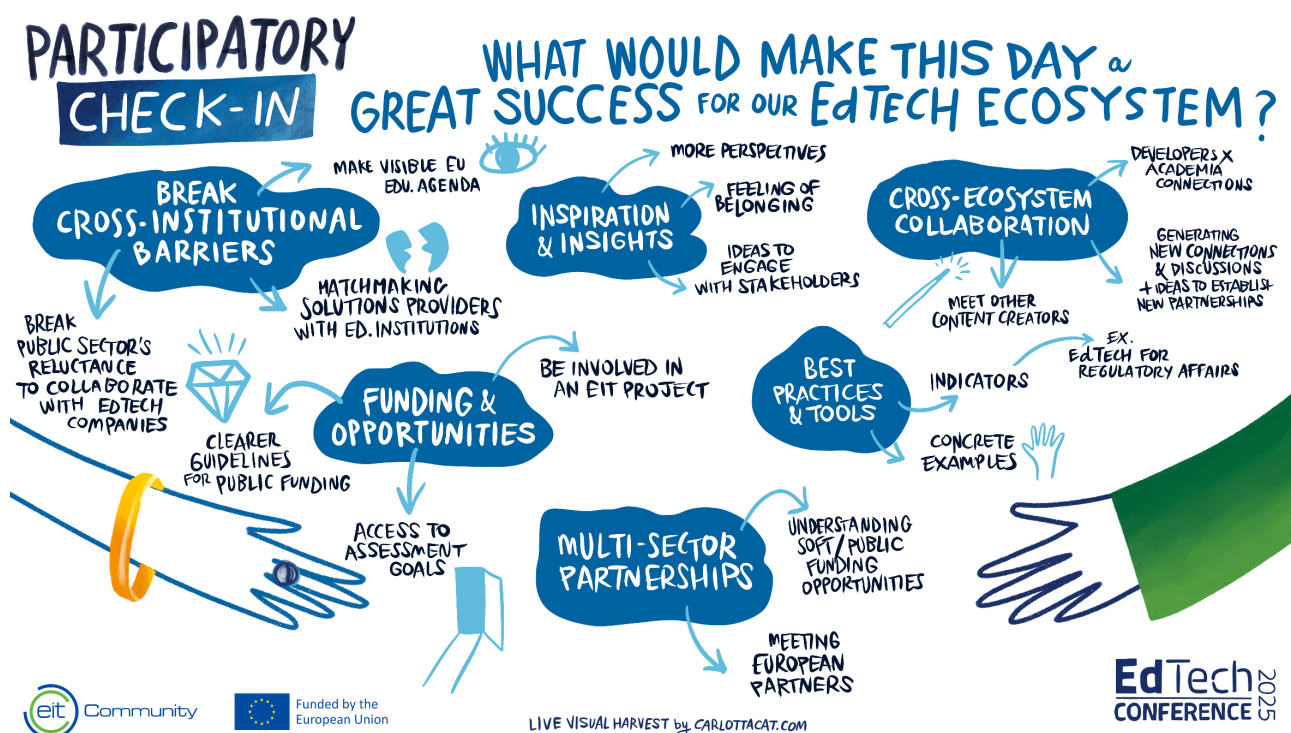 PARTICIPATORY
CHECK-IN
WHAT WOULD MAKE THIS DAY a
GREAT SUCCESS FOR OUR EdTECH ECOSYSTEM?
BREAK
CROSS-INSTITUTIONAL
BARRIERS
MAKE VISIBLE EU
EDU. AGENDA
MATCHMAKING
SOLUTIONS PROVIDERS
WITH ED. INSTITUTIONS
BREAK
PUBLIC SECTOR'S
RELUCTANCE
TO COLLABORATE
WITH EDTECH
COMPANIES
INSPIRATION
& INSIGHTS
MORE PERSPECTIVES
FEELING OF
BELONGING
IDEAS TO
ENGAGE
WITH STAKEHOLDERS
CROSS-ECOSYSTEM
COLLABORATION
DEVELOPERS X
ACADEMIA
CONNECTIONS
GENERATING
NEW CONNECTIONS
& DISCUSSIONS
+ IDEAS TO ESTABLISH
NEW PARTNERSHIPS
MEET OTHER
CONTENT CREATORS
FUNDING &
OPPORTUNITIES
BE INVOLVED IN
AN EIT PROJECT
CLEARER
GUIDELINES
FOR PUBLIC FUNDING
ACCESS TO
ASSESSMENT
GOALS
BEST
PRACTICES
& TOOLS
INDICATORS
EX.
EdTECH FOR
REGULATORY AFFAIRS
CONCRETE
EXAMPLES
MULTI-SECTOR
PARTNERSHIPS
UNDERSTANDING
SOFT/PUBLIC
FUNDING
OPPORTUNITIES
MEETING
EUROPEAN
PARTNERS
eit Community
Funded by the
European Union
LIVE VISUAL HARVEST by CARLOTTACAT.COM
EdTech
CONFERENCE
2025